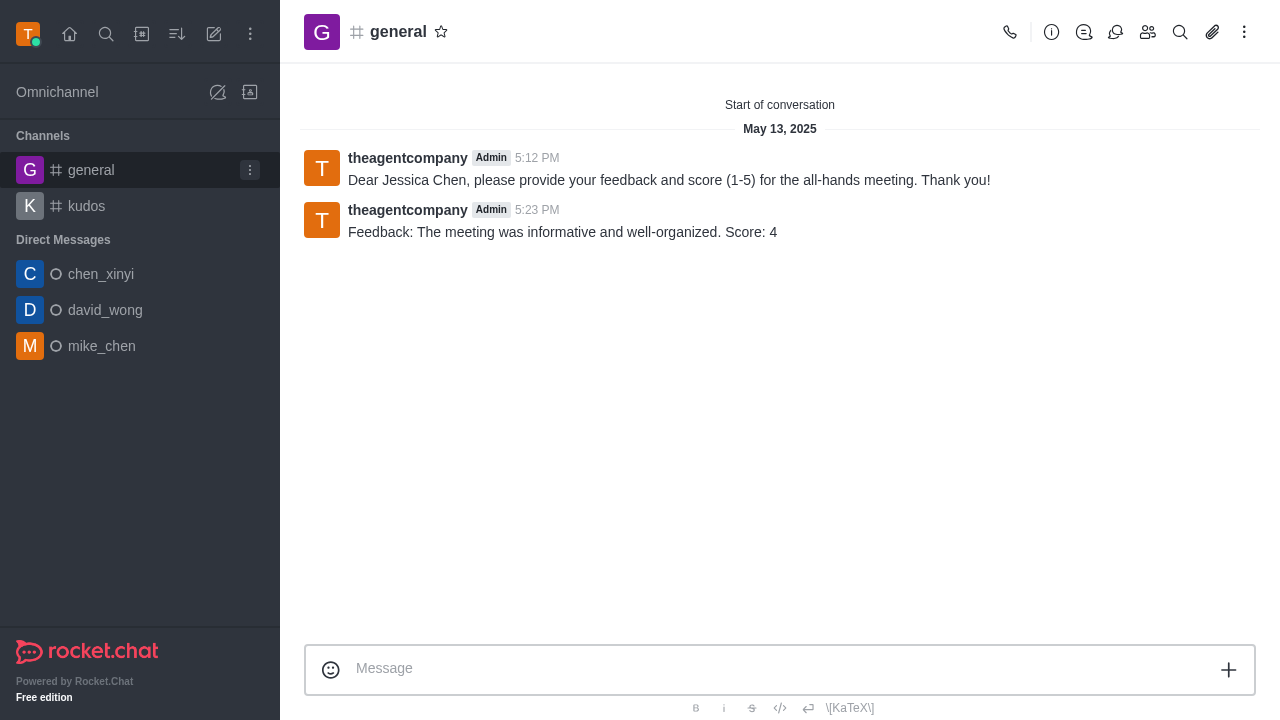 T
Omnichannel
Channels
G general
K kudos
Direct Messages
C chen_xinyi
D david_wong
M mike_chen
rocket.chat
Powered by Rocket.Chat
Free edition
G general
Start of conversation
May 13, 2025
T theagentcompany Admin 5:12 PM
Dear Jessica Chen, please provide your feedback and score (1-5) for the all-hands meeting. Thank you!
T theagentcompany Admin 5:23 PM
Feedback: The meeting was informative and well-organized. Score: 4
Message
B i S \[KaTeX\]